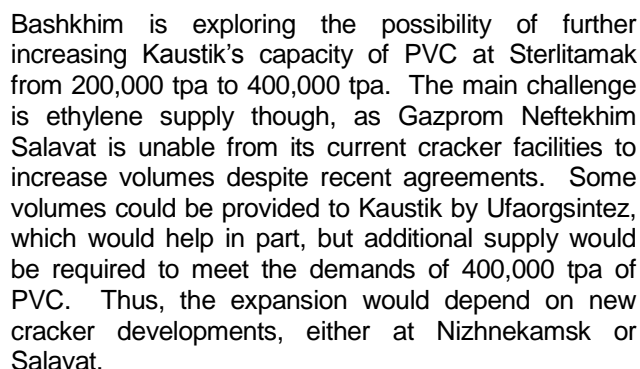 Bashkhim is exploring the possibility of further
increasing Kaustik's capacity of PVC at Sterlitamak
from 200,000 tpa to 400,000 tpa. The main challenge
is ethylene supply though, as Gazprom Neftekhim
Salavat is unable from its current cracker facilities to
increase volumes despite recent agreements. Some
volumes could be provided to Kaustik by Ufaorgsintez,
which would help in part, but additional supply would
be required to meet the demands of 400,000 tpa of
PVC. Thus, the expansion would depend on new
cracker developments, either at Nizhnekamsk or
Salavat.